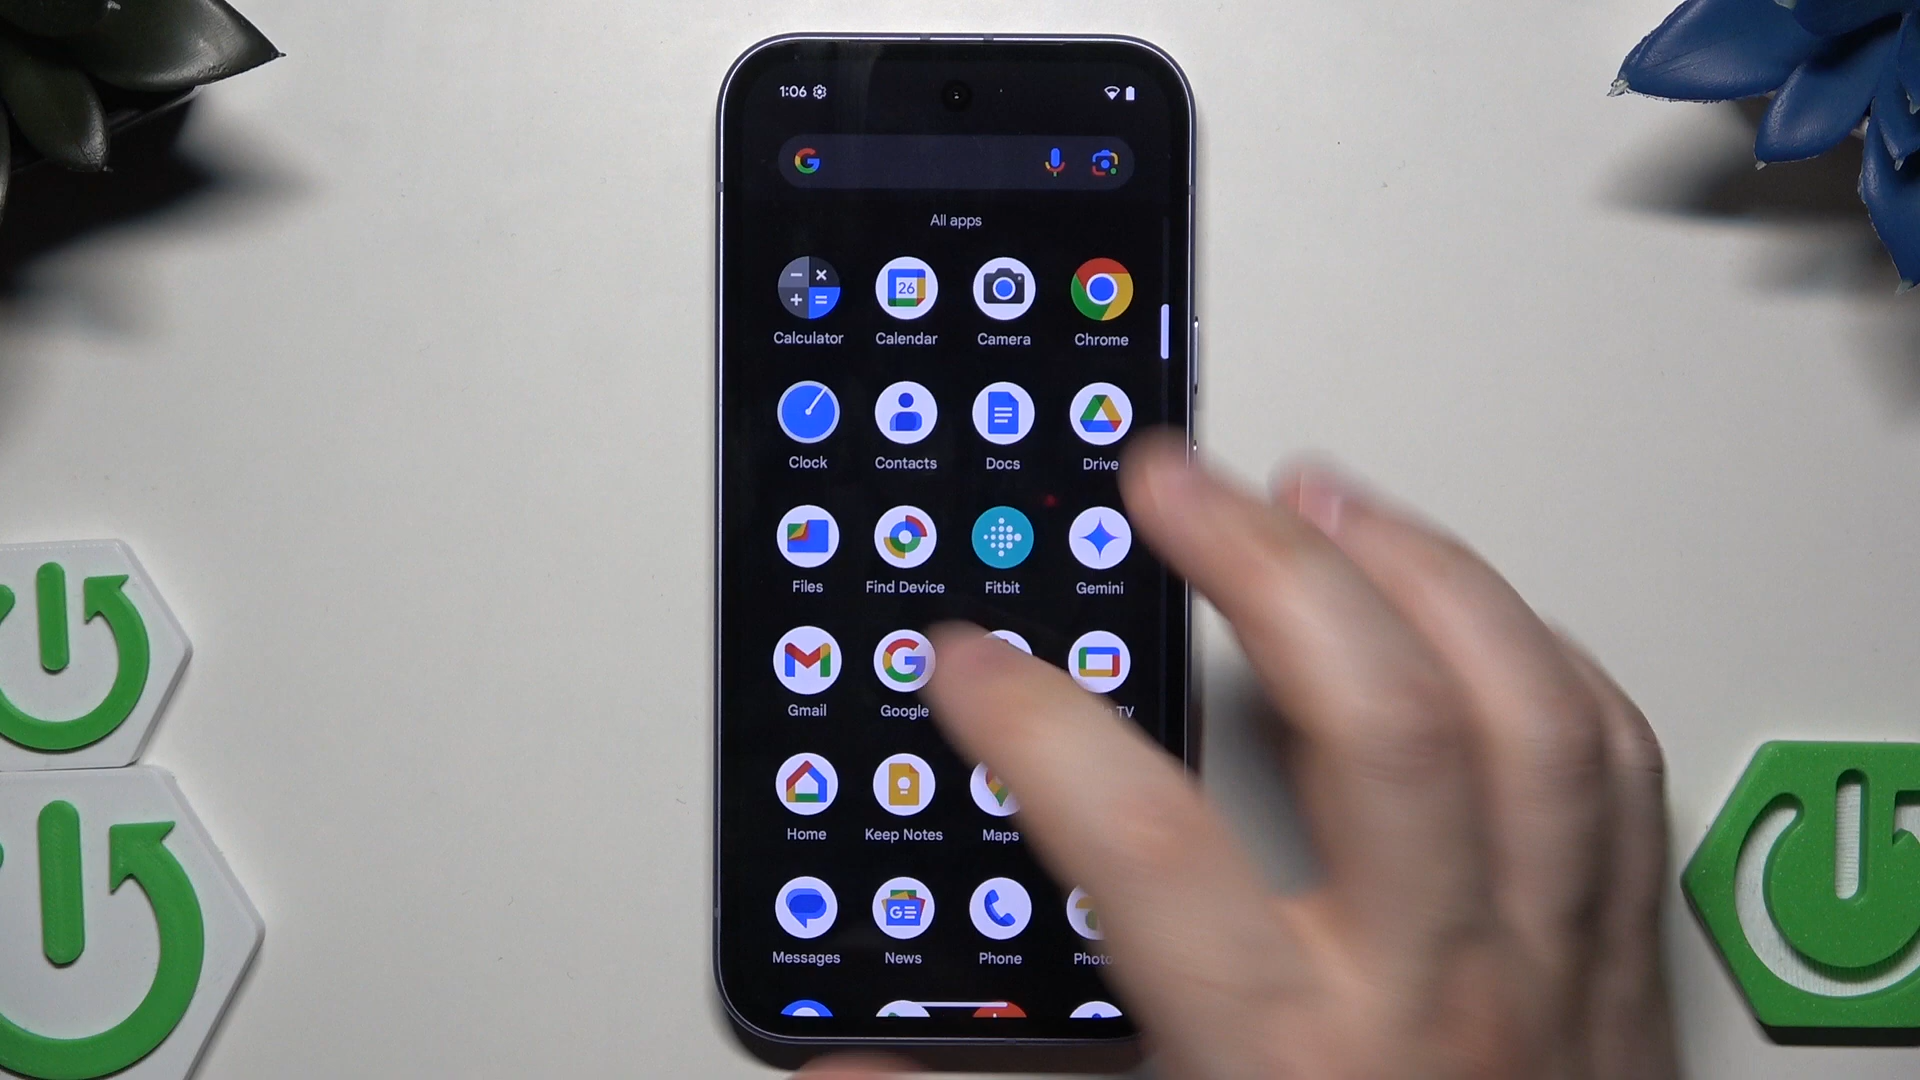 1:06
All apps
Calculator Calendar Camera Chrome
26
Clock Contacts Docs Drive
Files Find Device Fitbit Gemini
Gmail Google TV
Home Keep Notes Maps
Messages News Phone